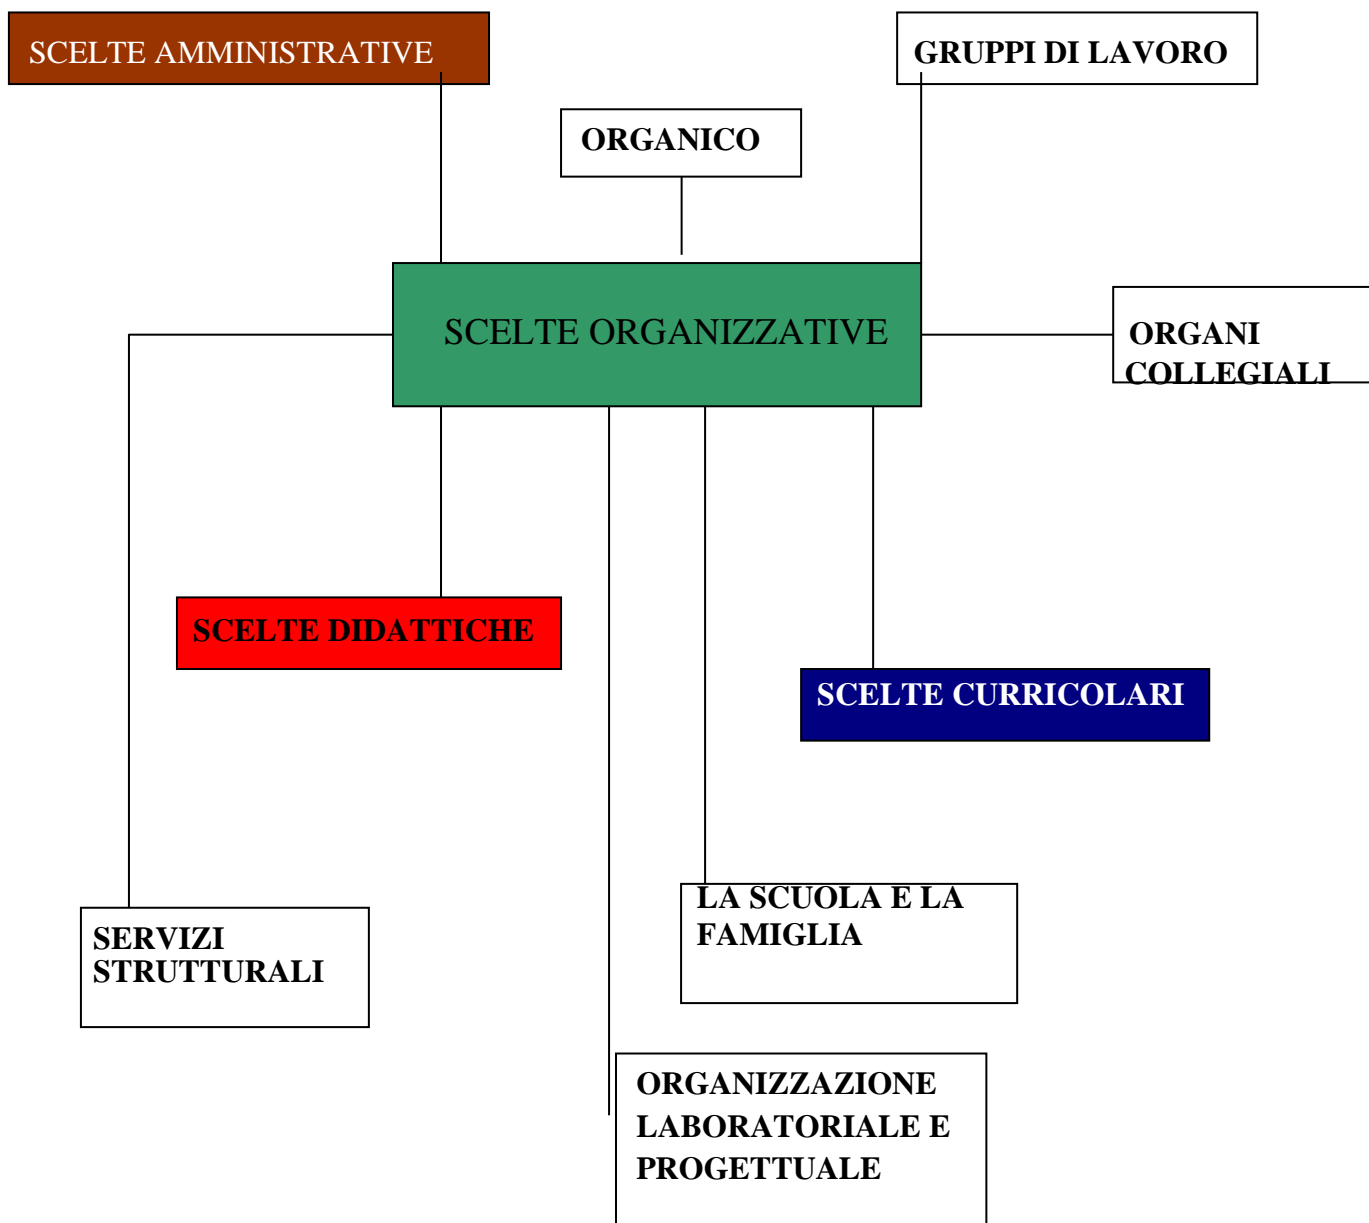 SCELTE AMMINISTRATIVE
GRUPPI DI LAVORO
ORGANICO
SCELTE ORGANIZZATIVE
ORGANI
COLLEGIALI
SCELTE DIDATTICHE
SCELTE CURRICOLARI
LA SCUOLA E LA
FAMIGLIA
SERVIZI
STRUTTURALI
ORGANIZZAZIONE
LABORATORIALE E
PROGETTUALE